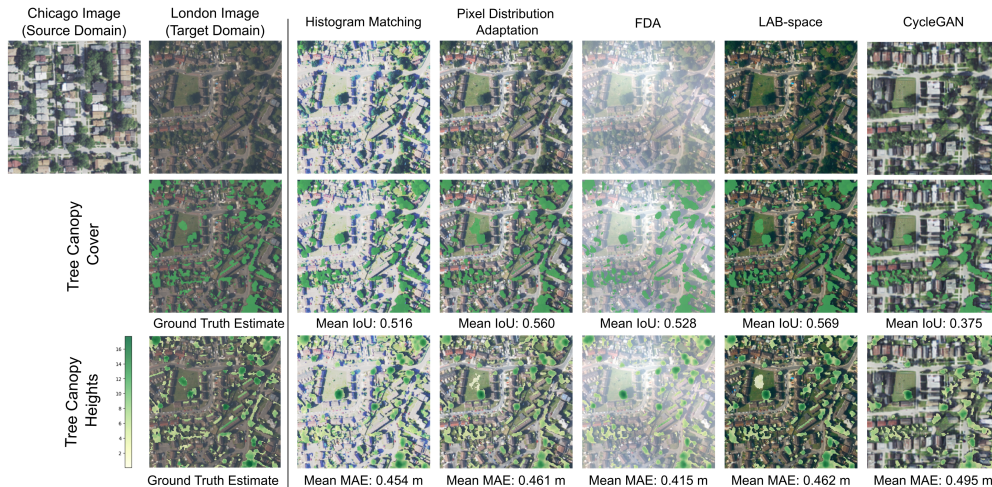 Chicago Image
(Source Domain)
London Image
(Target Domain)
Histogram Matching
Pixel Distribution
Adaptation
FDA
LAB-space
CycleGAN
Tree Canopy
Cover
Ground Truth Estimate
Mean IoU: 0.516
Mean IoU: 0.560
Mean IoU: 0.528
Mean IoU: 0.569
Mean IoU: 0.375
Tree Canopy
Heights
16
14
12
10
8
6
4
2
Ground Truth Estimate
Mean MAE: 0.454 m
Mean MAE: 0.461 m
Mean MAE: 0.415 m
Mean MAE: 0.462 m
Mean MAE: 0.495 m